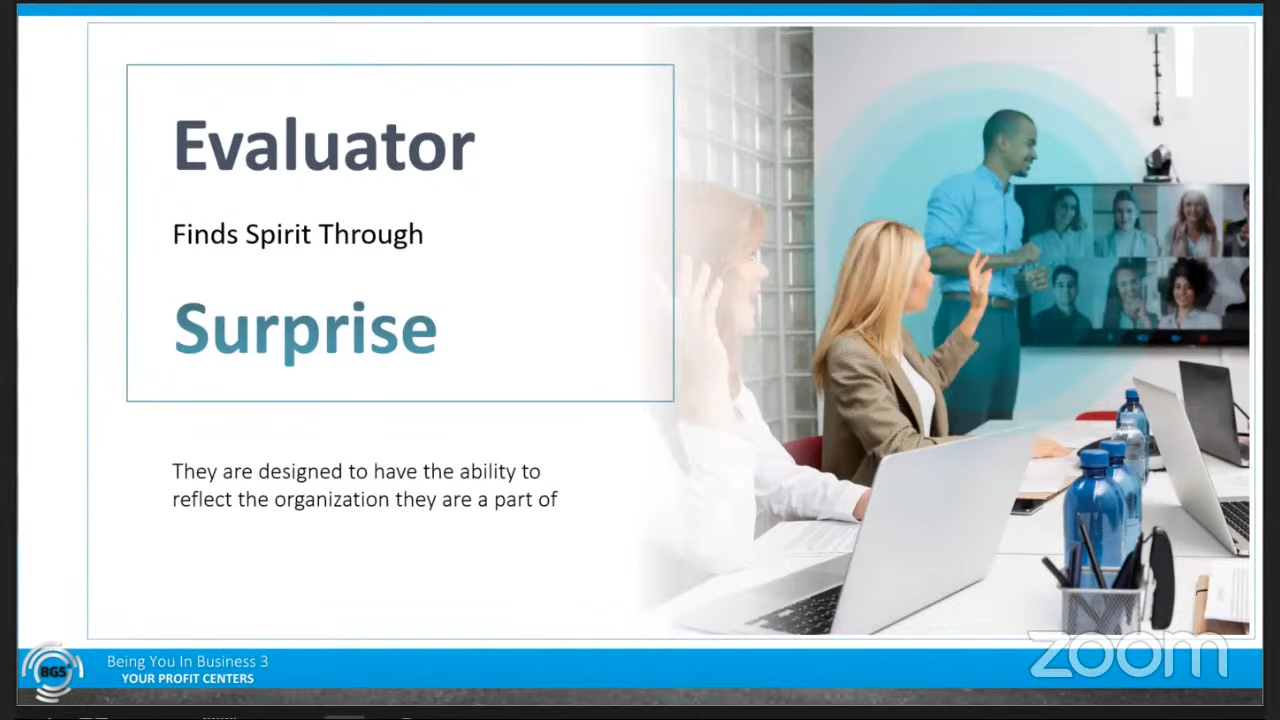 Evaluator
Finds Spirit Through
Surprise
They are designed to have the ability to
reflect the organization they are a part of
BG5
Being You In Business 3
YOUR PROFIT CENTERS
zoom